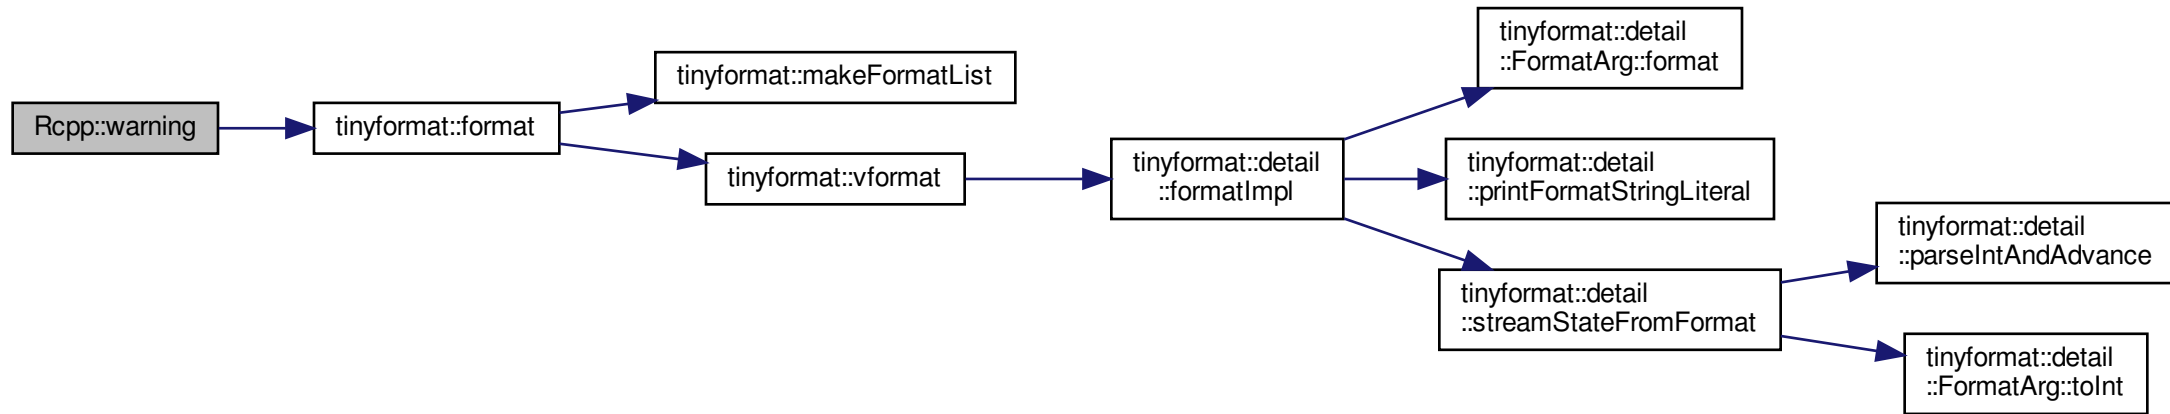 Rcpp::warning
tinyformat::format
tinyformat::makeFormatList
tinyformat::vformat
tinyformat::detail
::formatImpl
tinyformat::detail
::FormatArg::format
tinyformat::detail
::printFormatStringLiteral
tinyformat::detail
::streamStateFromFormat
tinyformat::detail
::parseIntAndAdvance
tinyformat::detail
::FormatArg::toInt